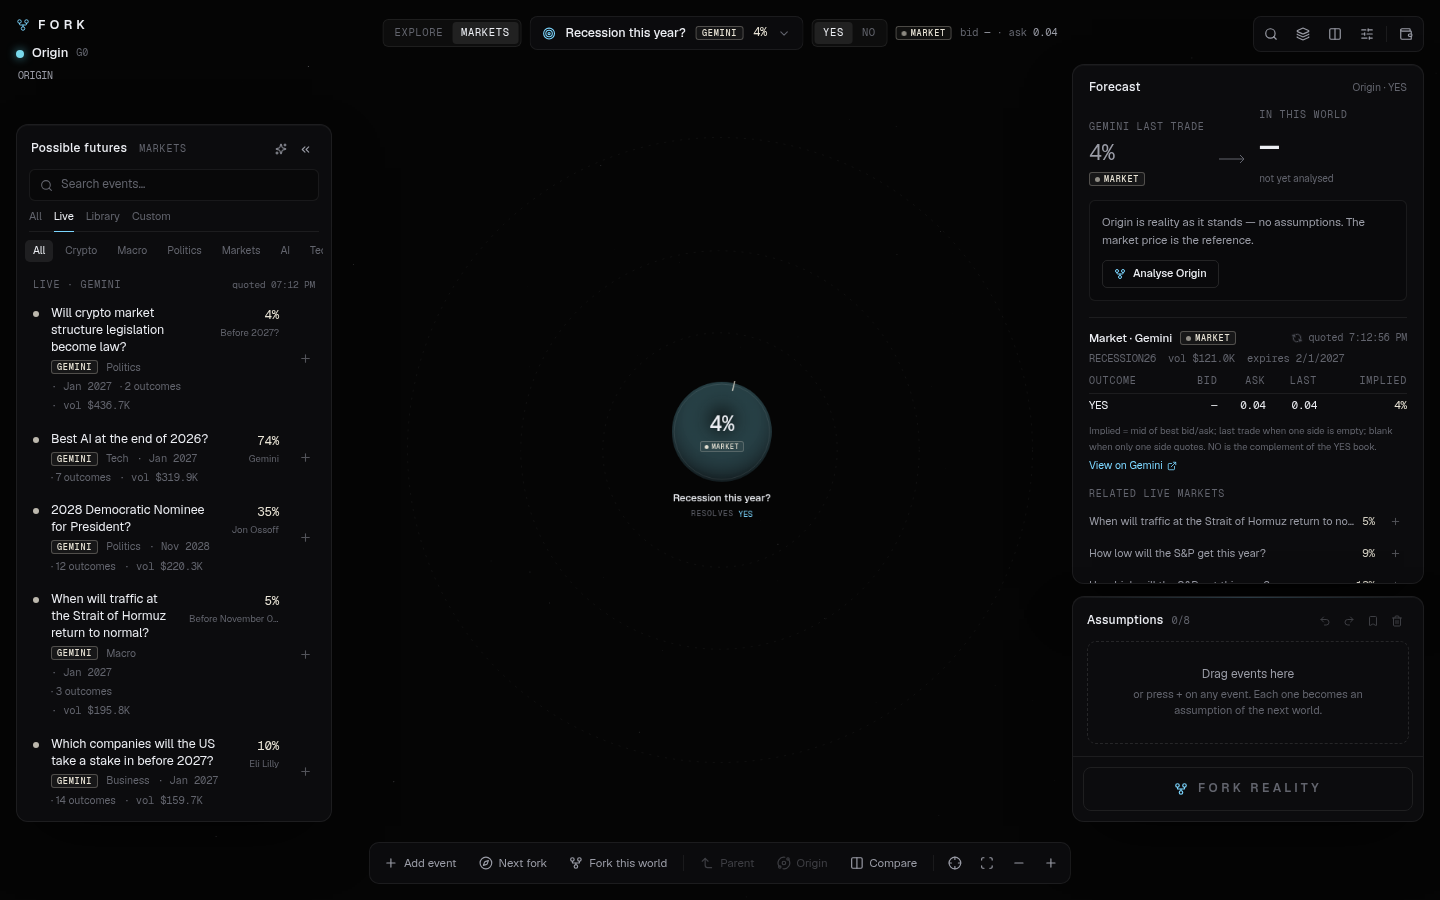 FORK
Origin G0
ORIGIN
EXPLORE MARKETS
Recession this year? GEMINI 4%
YES NO
MARKET bid — · ask 0.04
Possible futures MARKETS
Search events...
All Live Library Custom
All Crypto Macro Politics Markets AI
LIVE · GEMINI quoted 07:12 PM
Will crypto market
structure legislation
become law?
4%
Before 2027?
GEMINI Politics
· Jan 2027 · 2 outcomes
· vol $436.7K
Best AI at the end of 2026? 74%
GEMINI Tech · Jan 2027 Gemini
· 7 outcomes · vol $319.9K
2028 Democratic Nominee
for President?
35%
Jon Ossoff
GEMINI Politics · Nov 2028
· 12 outcomes · vol $220.3K
When will traffic at
the Strait of Hormuz
return to normal?
5%
Before November 0...
GEMINI Macro
· Jan 2027
· 3 outcomes
· vol $195.8K
Which companies will the US
take a stake in before 2027?
10%
Eli Lilly
GEMINI Business · Jan 2027
· 14 outcomes · vol $159.7K
4%
MARKET
Recession this year?
RESOLVES YES
Forecast Origin · YES
GEMINI LAST TRADE
4%
MARKET
IN THIS WORLD
—
not yet analysed
Origin is reality as it stands — no assumptions. The
market price is the reference.
Analyse Origin
Market · Gemini MARKET quoted 7:12:56 PM
RECESSION26 vol $121.0K expires 2/1/2027
OUTCOME BID ASK LAST IMPLIED
YES — 0.04 0.04 4%
Implied = mid of best bid/ask; last trade when one side is empty; blank
when only one side quotes. NO is the complement of the YES book.
View on Gemini
RELATED LIVE MARKETS
When will traffic at the Strait of Hormuz return to no... 5% +
How low will the S&P get this year? 9% +
Assumptions 0/8
Drag events here
or press + on any event. Each one becomes an
assumption of the next world.
FORK REALITY
Add event Next fork Fork this world Parent Origin Compare